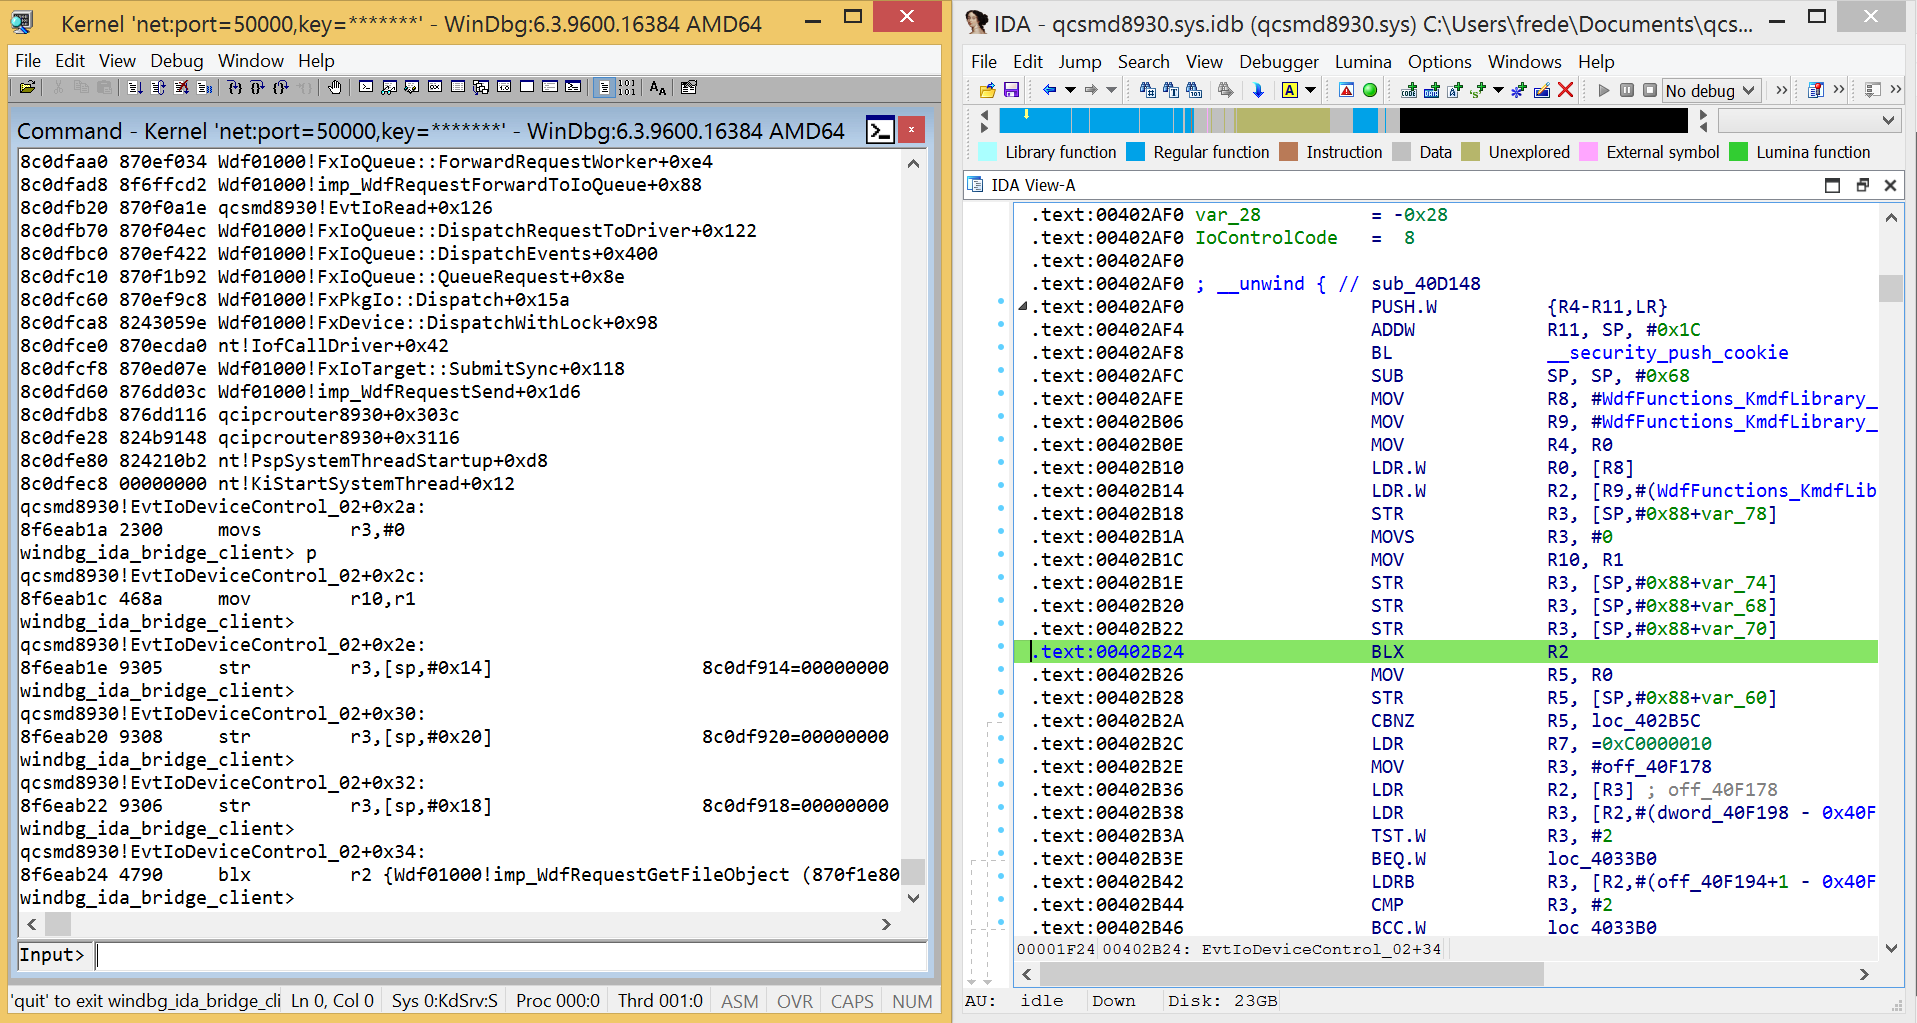 Kernel 'net:port=50000,key=*******' - WinDbg:6.3.9600.16384 AMD64
File Edit View Debug Window Help
Command - Kernel 'net:port=50000,key=*******' - WinDbg:6.3.9600.16384 AMD64
8c0dfaa0 870ef034 Wdf01000!FxIoQueue::ForwardRequestWorker+0xe4
8c0dfad8 8f6ffcd2 Wdf01000!imp_WdfRequestForwardToIoQueue+0x88
8c0dfb20 870f0a1e qcsmd8930!EvtIoRead+0x126
8c0dfb70 870f04ec Wdf01000!FxIoQueue::DispatchRequestToDriver+0x122
8c0dfbc0 870ef422 Wdf01000!FxIoQueue::DispatchEvents+0x400
8c0dfc10 870f1b92 Wdf01000!FxIoQueue::QueueRequest+0x8e
8c0dfc60 870ef9c8 Wdf01000!FxPkgIo::Dispatch+0x15a
8c0dfca8 8243059e Wdf01000!FxDevice::DispatchWithLock+0x98
8c0dfce0 870ecda0 nt!IofCallDriver+0x42
8c0dfcf8 870ed07e Wdf01000!FxIoTarget::SubmitSync+0x118
8c0dfd60 876dd03c Wdf01000!imp_WdfRequestSend+0x1d6
8c0dfdb8 876dd116 qcipcrouter8930+0x303c
8c0dfe28 824b9148 qcipcrouter8930+0x3116
8c0dfe80 824210b2 nt!PspSystemThreadStartup+0xd8
8c0dfec8 00000000 nt!KiStartSystemThread+0x12
qcsmd8930!EvtIoDeviceControl_02+0x2a:
8f6eab1a 2300 movs r3,#0
windbg_ida_bridge_client> p
qcsmd8930!EvtIoDeviceControl_02+0x2c:
8f6eab1c 468a mov r10,r1
windbg_ida_bridge_client>
qcsmd8930!EvtIoDeviceControl_02+0x2e:
8f6eab1e 9305 str r3,[sp,#0x14] 8c0df914=00000000
windbg_ida_bridge_client>
qcsmd8930!EvtIoDeviceControl_02+0x30:
8f6eab20 9308 str r3,[sp,#0x20] 8c0df920=00000000
windbg_ida_bridge_client>
qcsmd8930!EvtIoDeviceControl_02+0x32:
8f6eab22 9306 str r3,[sp,#0x18] 8c0df918=00000000
windbg_ida_bridge_client>
qcsmd8930!EvtIoDeviceControl_02+0x34:
8f6eab24 4790 blx r2 {Wdf01000!imp_WdfRequestGetFileObject (870f1e80
windbg_ida_bridge_client>
Input>
'quit' to exit windbg_ida_bridge_cli Ln 0, Col 0 Sys 0:KdSrv:S Proc 000:0 Thrd 001:0 ASM OVR CAPS NUM
IDA - qcsmd8930.sys.idb (qcsmd8930.sys) C:\Users\frede\Documents\qcs...
File Edit Jump Search View Debugger Lumina Options Windows Help
No debug
Library function Regular function Instruction Data Unexplored External symbol Lumina function
IDA View-A
.text:00402AF0 var_28 = -0x28
.text:00402AF0 IoControlCode = 8
.text:00402AF0
.text:00402AF0 ; __unwind { // sub_40D148
.text:00402AF0 PUSH.W {R4-R11,LR}
.text:00402AF4 ADDW R11, SP, #0x1C
.text:00402AF8 BL __security_push_cookie
.text:00402AFC SUB SP, SP, #0x68
.text:00402AFE MOV R8, #WdfFunctions_KmdfLibrary_
.text:00402B06 MOV R9, #WdfFunctions_KmdfLibrary_
.text:00402B0E MOV R4, R0
.text:00402B10 LDR.W R0, [R8]
.text:00402B14 LDR.W R2, [R9,#(WdfFunctions_KmdfLib
.text:00402B18 STR R3, [SP,#0x88+var_78]
.text:00402B1A MOVS R3, #0
.text:00402B1C MOV R10, R1
.text:00402B1E STR R3, [SP,#0x88+var_74]
.text:00402B20 STR R3, [SP,#0x88+var_68]
.text:00402B22 STR R3, [SP,#0x88+var_70]
.text:00402B24 BLX R2
.text:00402B26 MOV R5, R0
.text:00402B28 STR R5, [SP,#0x88+var_60]
.text:00402B2A CBNZ R5, loc_402B5C
.text:00402B2C LDR R7, =0xC0000010
.text:00402B2E MOV R3, #off_40F178
.text:00402B36 LDR R2, [R3] ; off_40F178
.text:00402B38 LDR R3, [R2,#(dword_40F198 - 0x40F
.text:00402B3A TST.W R3, #2
.text:00402B3E BEQ.W loc_4033B0
.text:00402B42 LDRB R3, [R2,#(off_40F194+1 - 0x40F
.text:00402B44 CMP R3, #2
.text:00402B46 BCC.W loc_4033B0
00001F24 00402B24: EvtIoDeviceControl_02+34
AU: idle Down Disk: 23GB